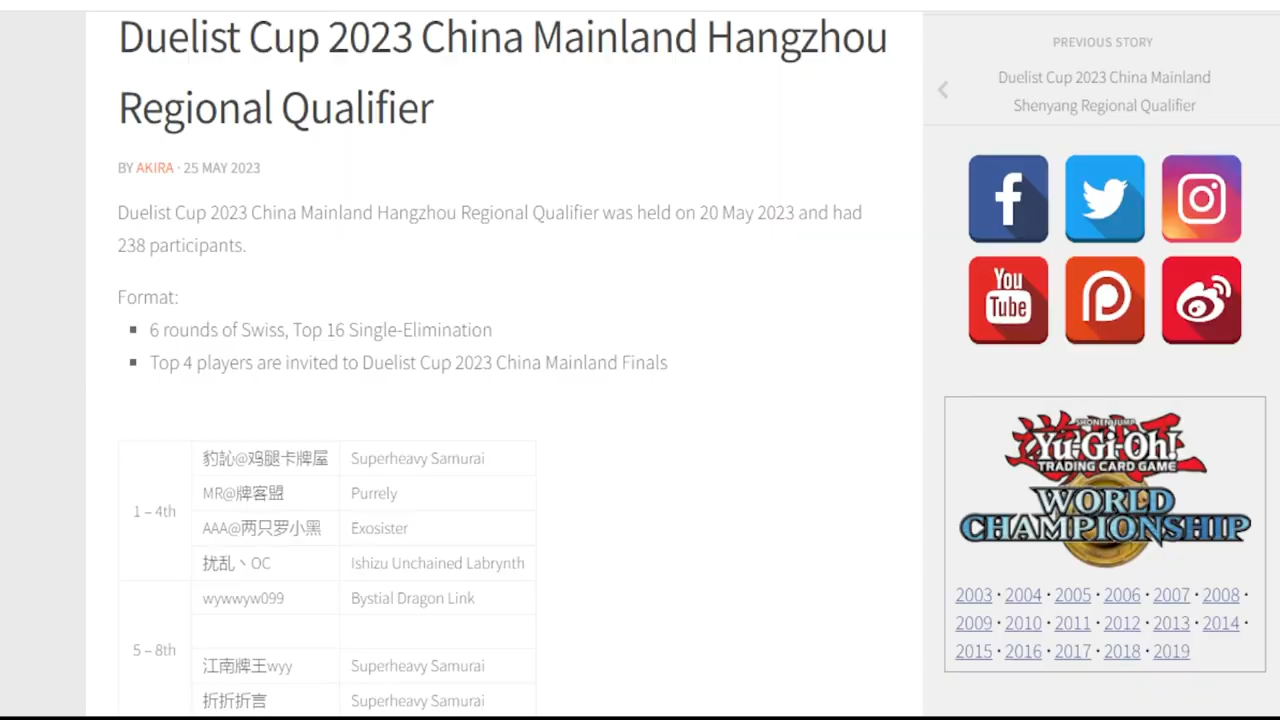 Duelist Cup 2023 China Mainland Hangzhou
Regional Qualifier
BY AKIRA · 25 MAY 2023
Duelist Cup 2023 China Mainland Hangzhou Regional Qualifier was held on 20 May 2023 and had
238 participants.
Format:
6 rounds of Swiss, Top 16 Single-Elimination
Top 4 players are invited to Duelist Cup 2023 China Mainland Finals
1 – 4th
豹訫@鸡腿卡牌屋 Superheavy Samurai
MR@牌客盟 Purrely
AAA@两只罗小黑 Exosister
扰乱丶OC Ishizu Unchained Labrynth
5 – 8th
wywwyw099 Bystial Dragon Link
江南牌王wyy Superheavy Samurai
折折折言 Superheavy Samurai
PREVIOUS STORY
Duelist Cup 2023 China Mainland
Shenyang Regional Qualifier
You
Tube
SHONEN JUMP
Yu-Gi-Oh!
TRADING CARD GAME
WORLD
CHAMPIONSHIP
2003 · 2004 · 2005 · 2006 · 2007 · 2008 ·
2009 · 2010 · 2011 · 2012 · 2013 · 2014 ·
2015 · 2016 · 2017 · 2018 · 2019